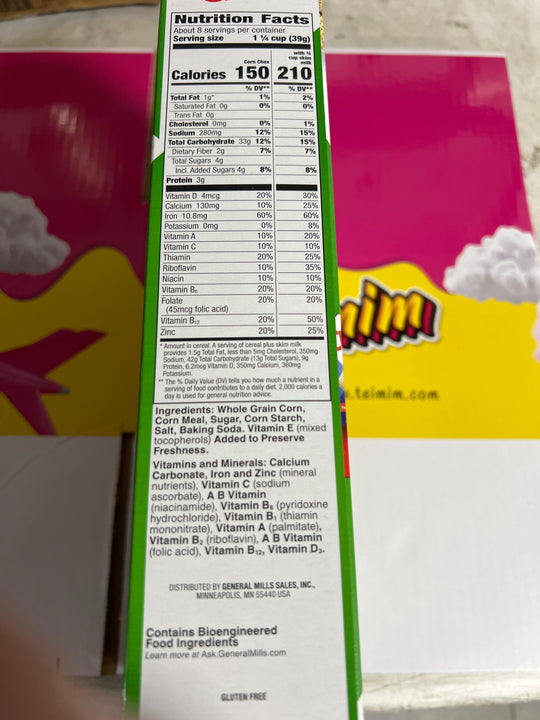 Nutrition Facts
About 8 servings per container
Serving size 1 ¼ cup (39g)
Corn Chex with ¾ cup skim milk
Calories 150 210
% DV** % DV**
Total Fat 1g* 1% 2%
Saturated Fat 0g 0% 0%
Trans Fat 0g
Cholesterol 0mg 0% 1%
Sodium 280mg 12% 15%
Total Carbohydrate 33g 12% 15%
Dietary Fiber 2g 7% 7%
Total Sugars 4g
Incl. Added Sugars 4g 8% 8%
Protein 3g
Vitamin D 4mcg 20% 30%
Calcium 130mg 10% 25%
Iron 10.8mg 60% 60%
Potassium 0mg 0% 8%
Vitamin A 10% 20%
Vitamin C 10% 10%
Thiamin 20% 25%
Riboflavin 10% 35%
Niacin 10% 10%
Vitamin B₆ 20% 20%
Folate 20% 20%
(45mcg folic acid)
Vitamin B₁₂ 20% 50%
Zinc 20% 25%
* Amount in cereal. A serving of cereal plus skim milk
provides 1.5g Total Fat, less than 5mg Cholesterol, 350mg
Sodium, 42g Total Carbohydrate (13g Total Sugars), 9g
Protein, 6.2mcg Vitamin D, 350mg Calcium, 360mg
Potassium.
** The % Daily Value (DV) tells you how much a nutrient in a
serving of food contributes to a daily diet. 2,000 calories a
day is used for general nutrition advice.
Ingredients: Whole Grain Corn,
Corn Meal, Sugar, Corn Starch,
Salt, Baking Soda. Vitamin E (mixed
tocopherols) Added to Preserve
Freshness.
Vitamins and Minerals: Calcium
Carbonate, Iron and Zinc (mineral
nutrients), Vitamin C (sodium
ascorbate), A B Vitamin
(niacinamide), Vitamin B₆ (pyridoxine
hydrochloride), Vitamin B₁ (thiamin
mononitrate), Vitamin A (palmitate),
Vitamin B₂ (riboflavin), A B Vitamin
(folic acid), Vitamin B₁₂, Vitamin D₃.
DISTRIBUTED BY GENERAL MILLS SALES, INC.,
MINNEAPOLIS, MN 55440 USA
Contains Bioengineered
Food Ingredients
Learn more at Ask.GeneralMills.com
GLUTEN FREE
mim
.teimim.com